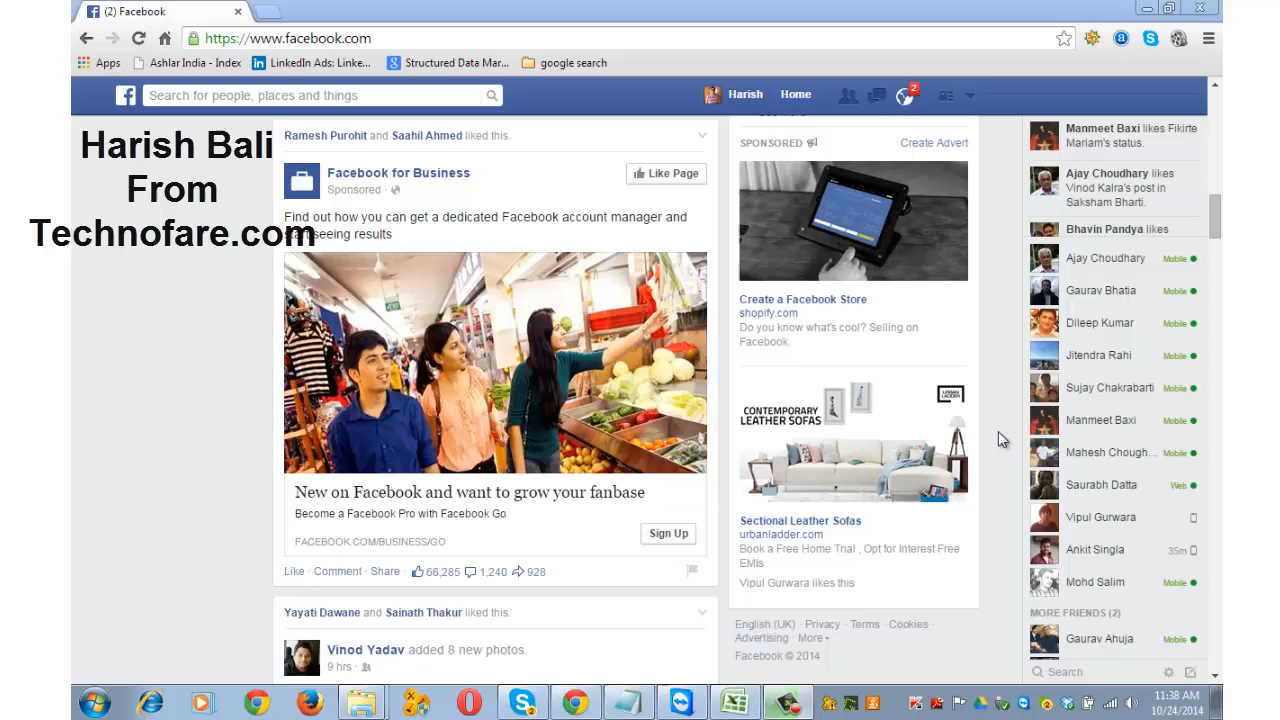 (2) Facebook
https://www.facebook.com
Apps
Ashlar India - Index
LinkedIn Ads: Linke...
Structured Data Mar...
google search
Search for people, places and things
Harish
Home
2
Harish Bali
From
Technofare.com
Ramesh Purohit and Saahil Ahmed liked this.
Facebook for Business
Sponsored
Like Page
Find out how you can get a dedicated Facebook account manager and
seeing results
New on Facebook and want to grow your fanbase
Become a Facebook Pro with Facebook Go
FACEBOOK.COM/BUSINESS/GO
Sign Up
Like · Comment · Share · 66,285 1,240 928
Yayati Dawane and Sainath Thakur liked this.
Vinod Yadav added 8 new photos.
9 hrs ·
SPONSORED
Create Advert
Create a Facebook Store
shopify.com
Do you know what's cool? Selling on
Facebook.
CONTEMPORARY
LEATHER SOFAS
URBAN
LADDER
Sectional Leather Sofas
urbanladder.com
Book a Free Home Trial , Opt for Interest Free
EMIs
Vipul Gurwara likes this
English (UK) · Privacy · Terms · Cookies ·
Advertising · More
Facebook © 2014
Manmeet Baxi likes Fikirte
Mariam's status.
Ajay Choudhary likes
Vinod Kalra's post in
Saksham Bharti.
Bhavin Pandya likes
Ajay Choudhary Mobile
Gaurav Bhatia Mobile
Dileep Kumar Mobile
Jitendra Rahi Mobile
Sujay Chakrabarti Mobile
Manmeet Baxi Mobile
Mahesh Chough... Mobile
Saurabh Datta Web
Vipul Gurwara
Ankit Singla 35m
Mohd Salim Mobile
MORE FRIENDS (2)
Gaurav Ahuja Mobile
Search
11:38 AM
10/24/2014